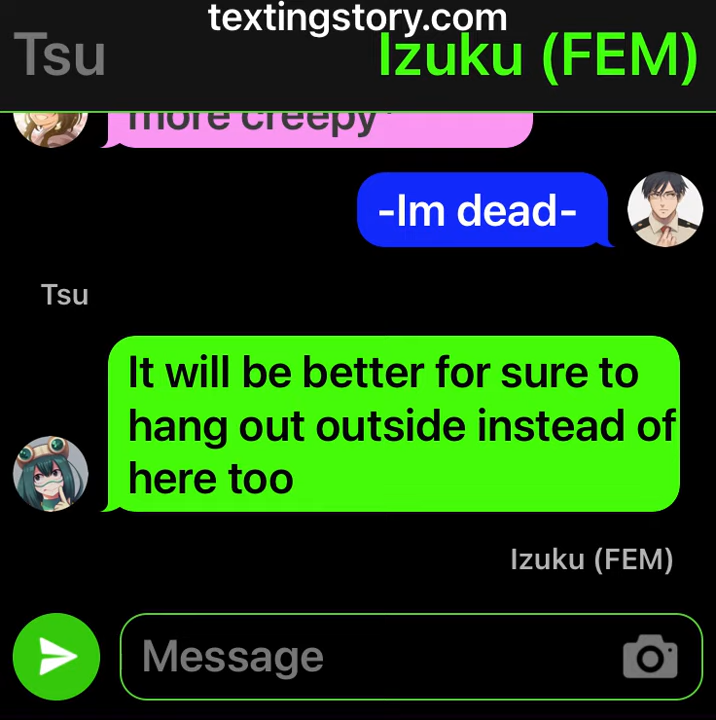 textingstory.com
Tsu Izuku (FEM)
more creepy
-Im dead-
Tsu
It will be better for sure to
hang out outside instead of
here too
Izuku (FEM)
Message